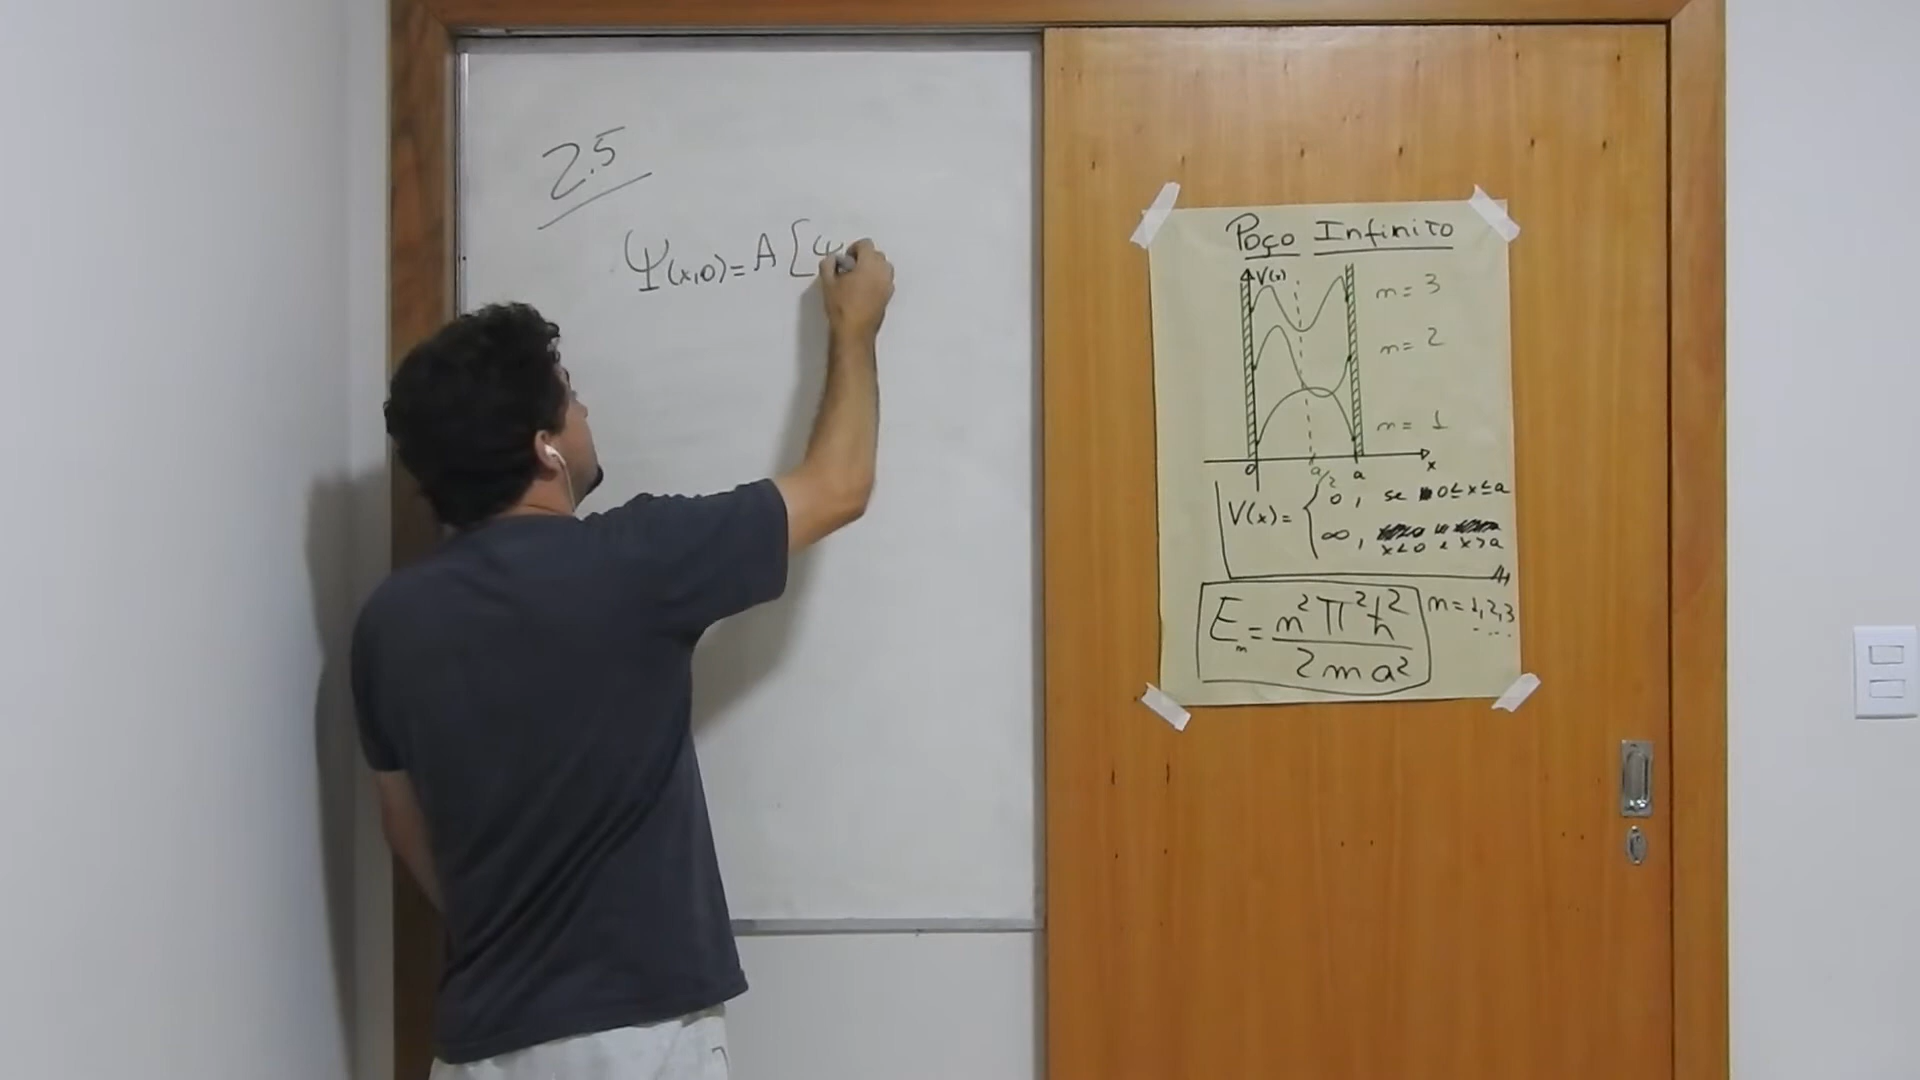 2.5
Ψ(x,0)= A [ψ
Poço Infinito
V(x)
n= 3
n= 2
n= 1
0 a/2 a x
V(x)= { 0, se 0≤x≤a
∞, x<0 e x>a
E_n = n²π²ħ² / 2ma² n=1,2,3
...